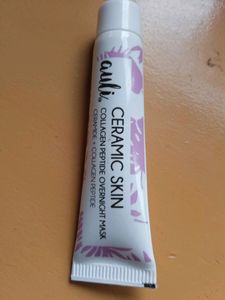 auli.
CERAMIC SKIN
COLLAGEN PEPTIDE OVERNIGHT MASK
CERAMIDE + COLLAGEN PEPTIDE